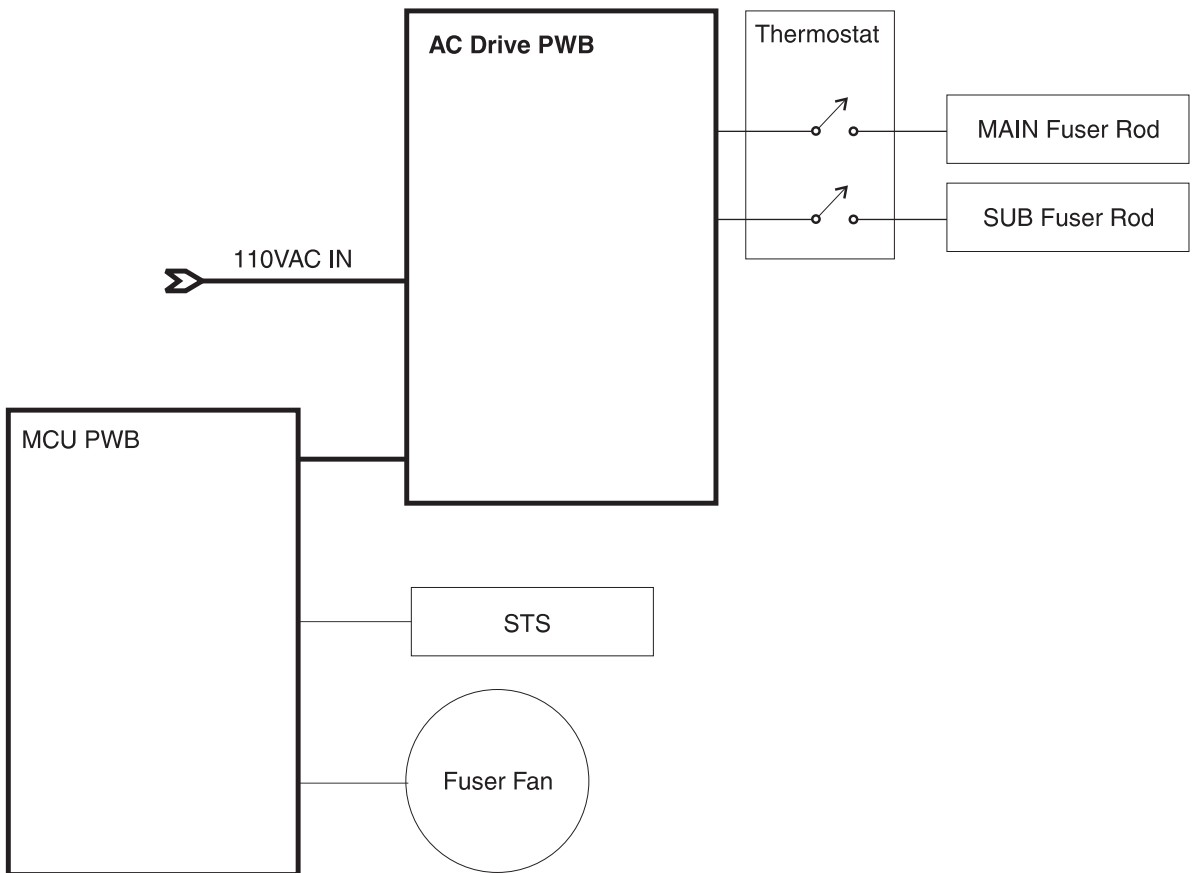 AC Drive PWB
Thermostat
MAIN Fuser Rod
SUB Fuser Rod
110VAC IN
MCU PWB
STS
Fuser Fan